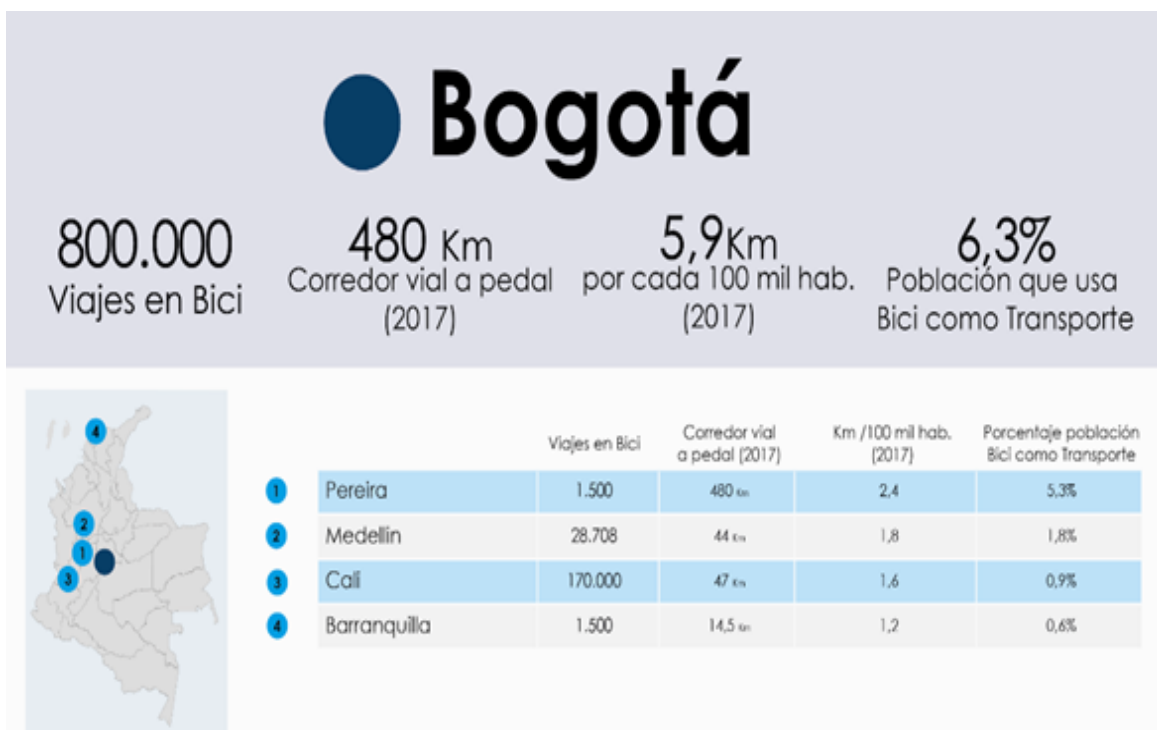 Bogotá
800.000 480 Km 5,9Km 6,3%
Viajes en Bici Corredor vial a pedal por cada 100 mil hab. Población que usa
(2017) (2017) Bici como Transporte
Viajes en Bici Corredor vial Km /100 mil hab. Porcentaje población
a pedal (2017) (2017) Bici como Transporte
1 Pereira 1.500 480 Km 2,4 5,3%
2 Medellin 28.708 44 Km 1,8 1,8%
3 Cali 170.000 47 Km 1,6 0,9%
4 Barranquilla 1.500 14,5 Km 1,2 0,6%
4
2
1
3